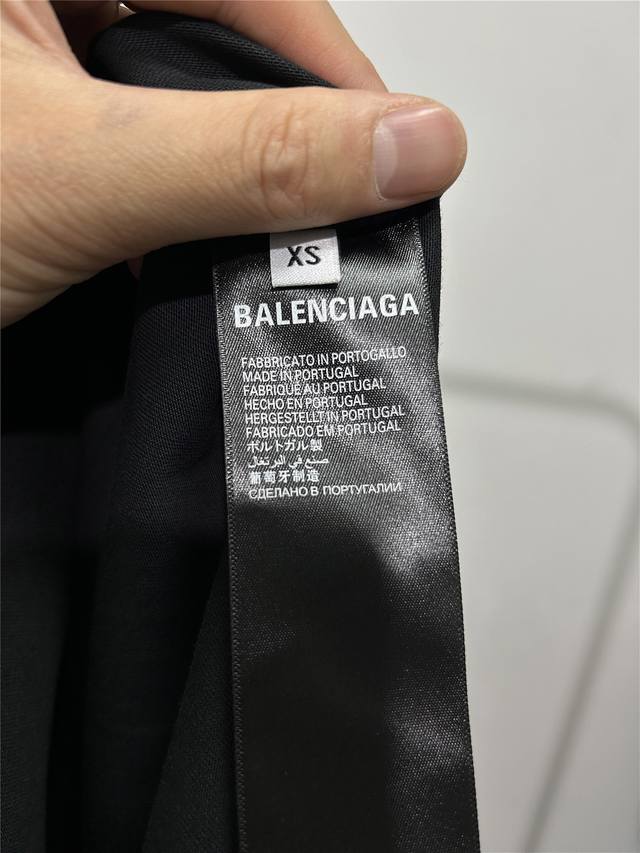 XS
BALENCIAGA
FABBRICATO IN PORTOGALLO
MADE IN PORTUGAL
FABRIQUÉ AU PORTUGAL
HECHO EN PORTUGAL
HERGESTELLT IN PORTUGAL
FABRICADO EM PORTUGAL
ポルトガル製
صنع في البرتغال
葡萄牙制造
СДЕЛАНО В ПОРТУГАЛИИ